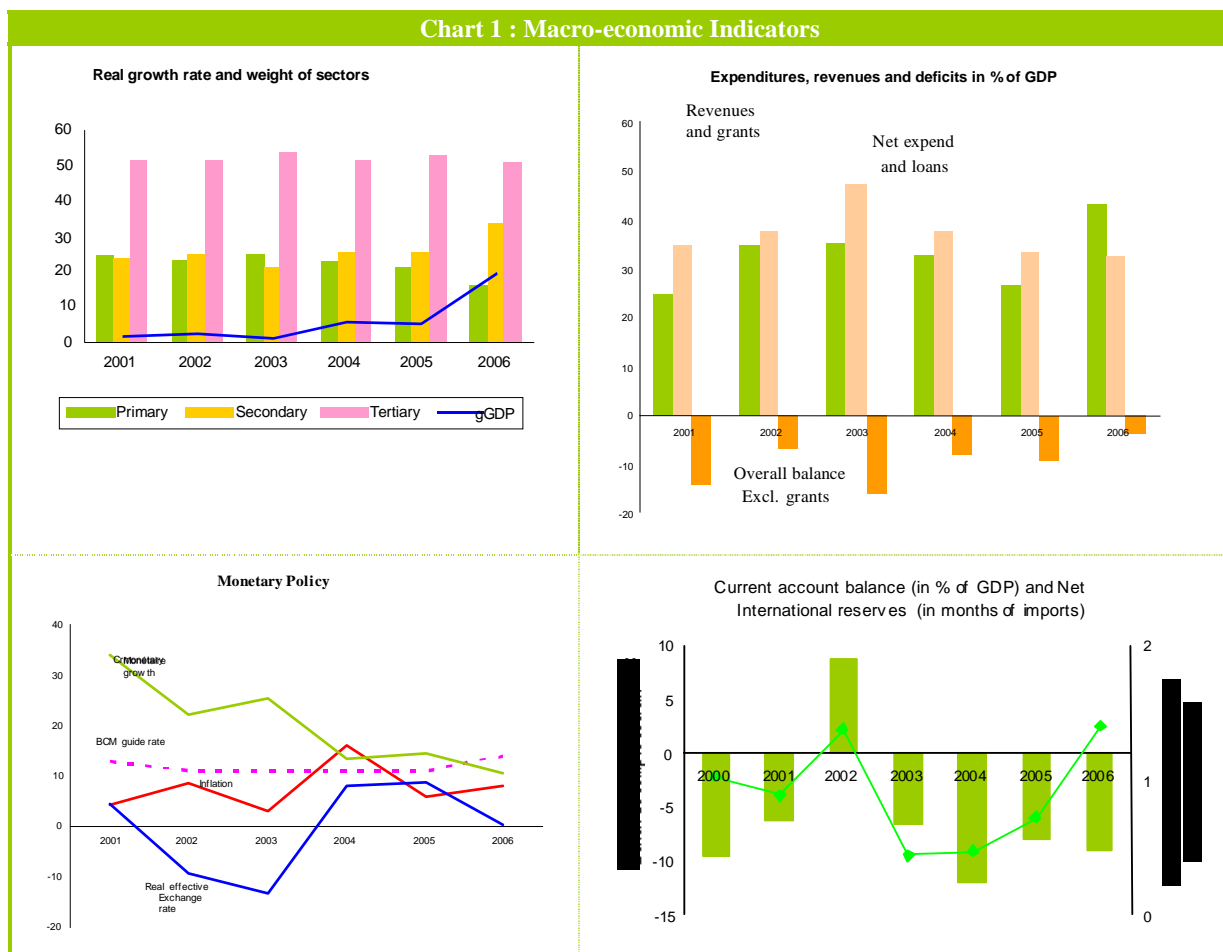 Chart 1 : Macro-economic Indicators
Real growth rate and weight of sectors
60
50
40
30
20
10
0
2001 2002 2003 2004 2005 2006
Primary Secondary Tertiary gGDP
Expenditures, revenues and deficits in % of GDP
Revenues
and grants
Net expend
and loans
60
50
40
30
20
10
0
-10
-20
2001 2002 2003 2004 2005 2006
Overall balance
Excl. grants
Monetary Policy
40
30
20
10
0
-10
-20
growth
BCM guide rate
Inflation
2001 2002 2003 2004 2005 2006
Real effective
Exchange
rate
Current account balance (in % of GDP) and Net
International reserves (in months of imports)
10
5
0
-5
-10
-15
2000 2001 2002 2003 2004 2005 2006
2
1
0